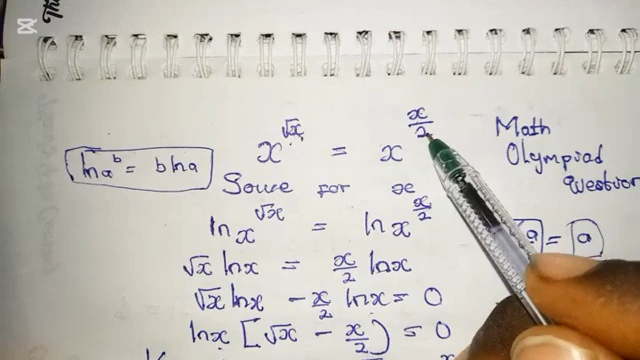 ln a^b = b ln a
x^√x = x^(x/2)
Math
Olympiad
Solve for x
ln x^√x = ln x^(x/2)
a = a
√x ln x = x/2 ln x
√x ln x - x/2 ln x = 0
ln x [√x - x/2) = 0